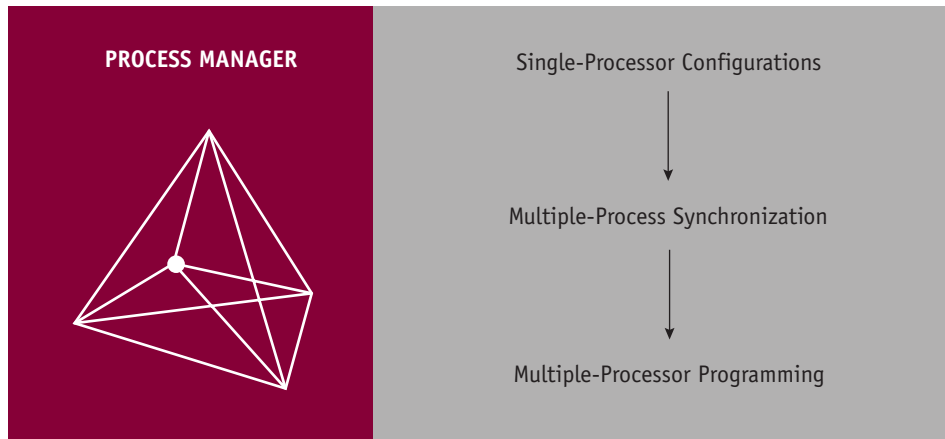 PROCESS MANAGER
Single-Processor Configurations
Multiple-Process Synchronization
Multiple-Processor Programming